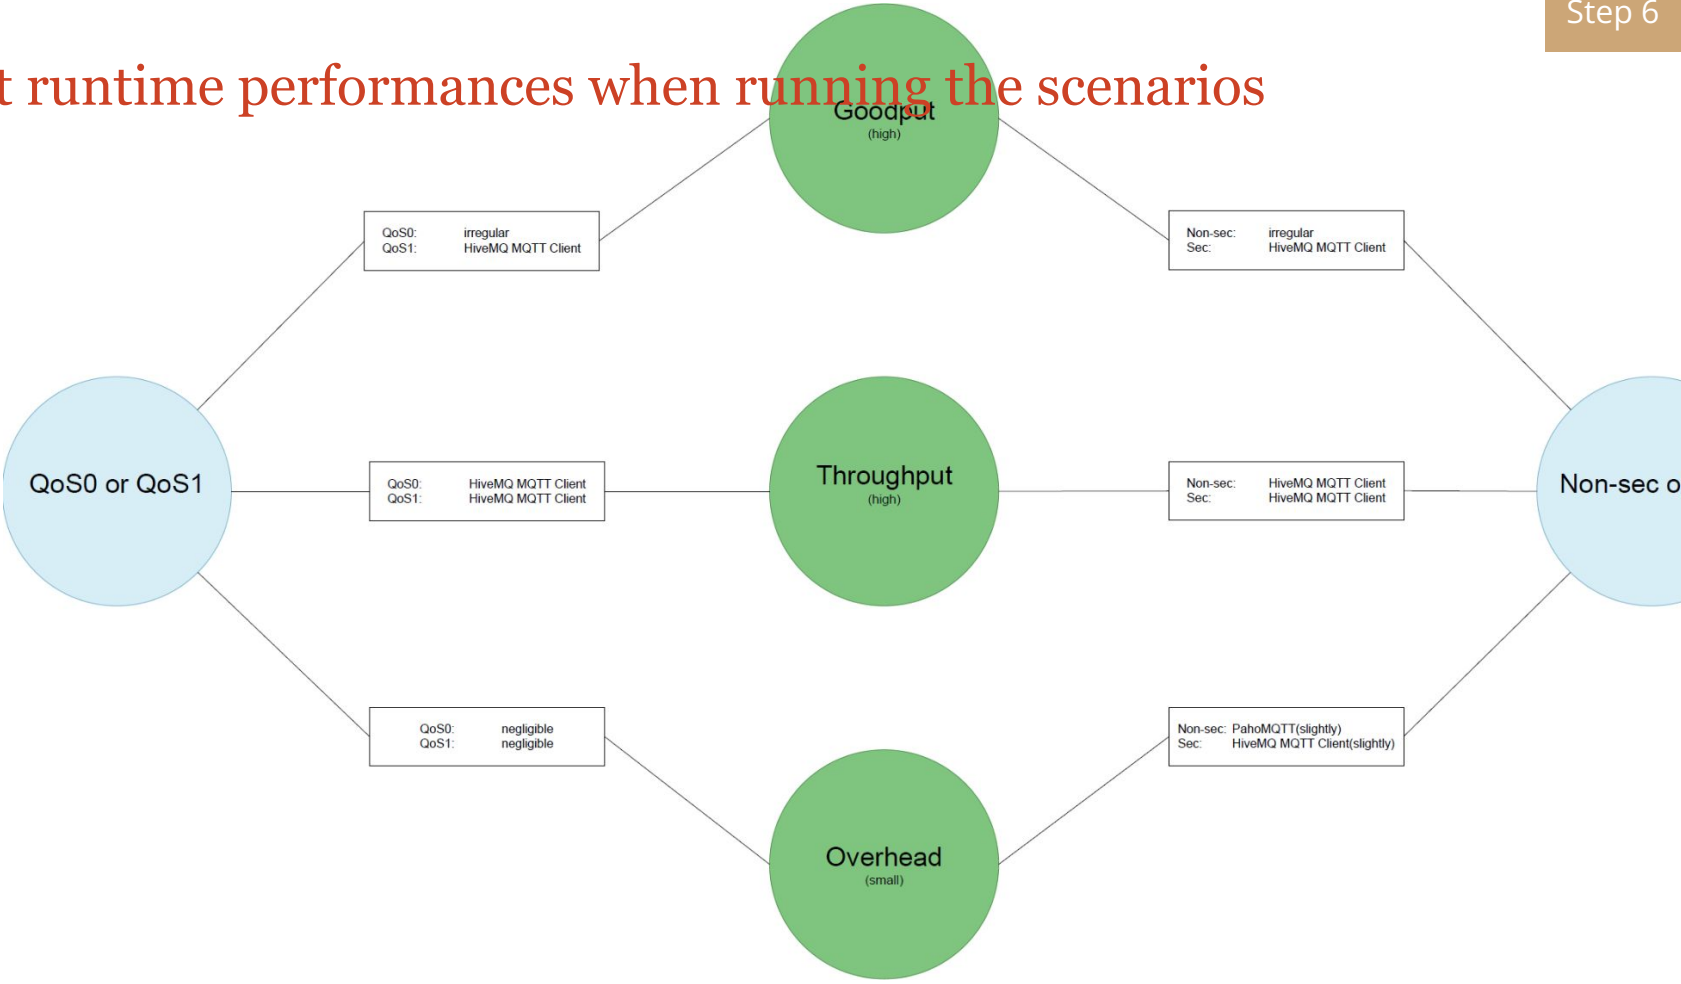 Step 6
t runtime performances when running the scenarios
Goodput
(high)
QoS0: irregular
QoS1: HiveMQ MQTT Client
Non-sec: irregular
Sec: HiveMQ MQTT Client
QoS0 or QoS1
QoS0: HiveMQ MQTT Client
QoS1: HiveMQ MQTT Client
Throughput
(high)
Non-sec: HiveMQ MQTT Client
Sec: HiveMQ MQTT Client
Non-sec o
QoS0: negligible
QoS1: negligible
Non-sec: PahoMQTT(slightly)
Sec: HiveMQ MQTT Client(slightly)
Overhead
(small)